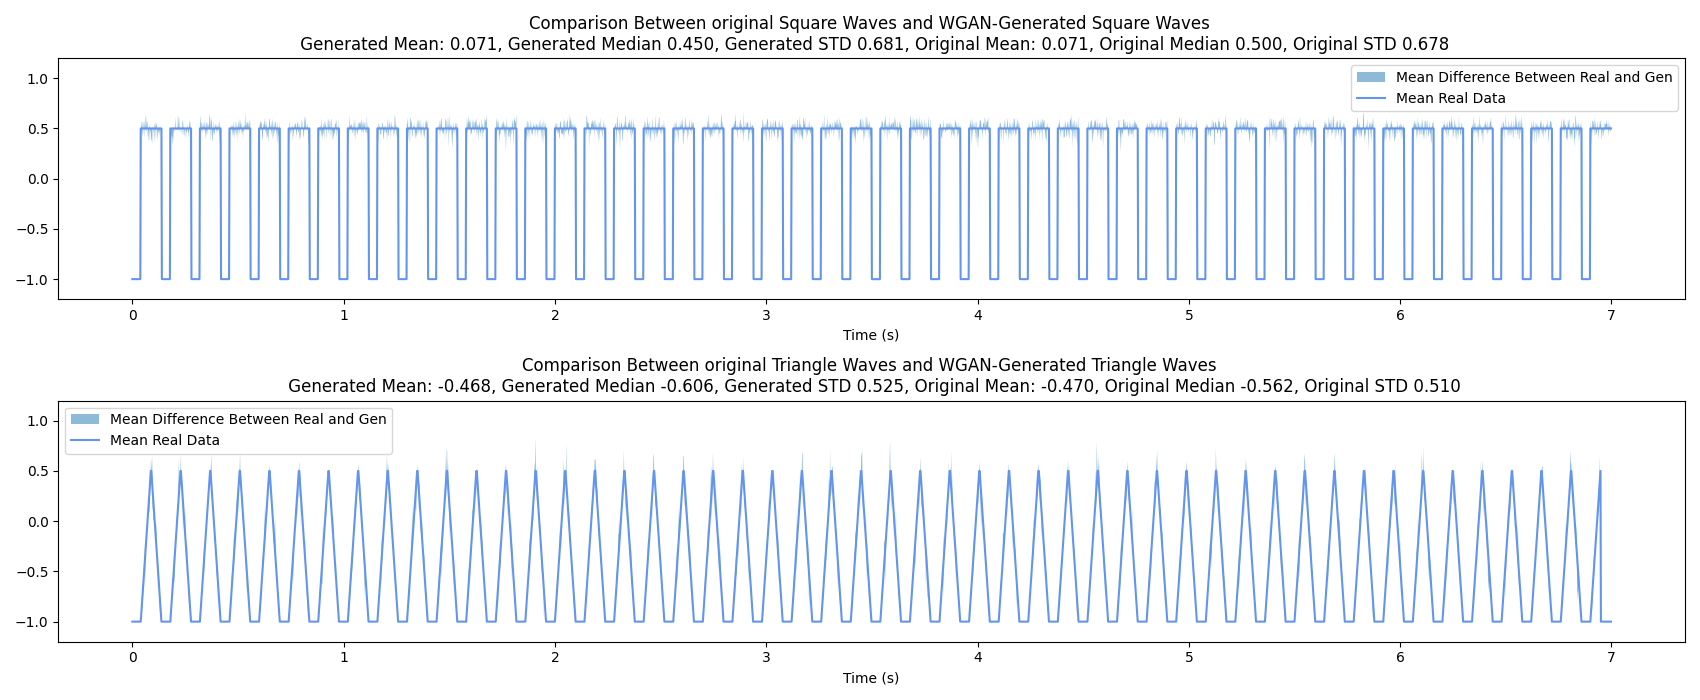 Comparison Between original Square Waves and WGAN-Generated Square Waves
Generated Mean: 0.071, Generated Median 0.450, Generated STD 0.681, Original Mean: 0.071, Original Median 0.500, Original STD 0.678
Mean Difference Between Real and Gen
Mean Real Data
1.0
0.5
0.0
−0.5
−1.0
0 1 2 3 4 5 6 7
Time (s)
Comparison Between original Triangle Waves and WGAN-Generated Triangle Waves
Generated Mean: -0.468, Generated Median -0.606, Generated STD 0.525, Original Mean: -0.470, Original Median -0.562, Original STD 0.510
Mean Difference Between Real and Gen
Mean Real Data
1.0
0.5
0.0
−0.5
−1.0
0 1 2 3 4 5 6 7
Time (s)